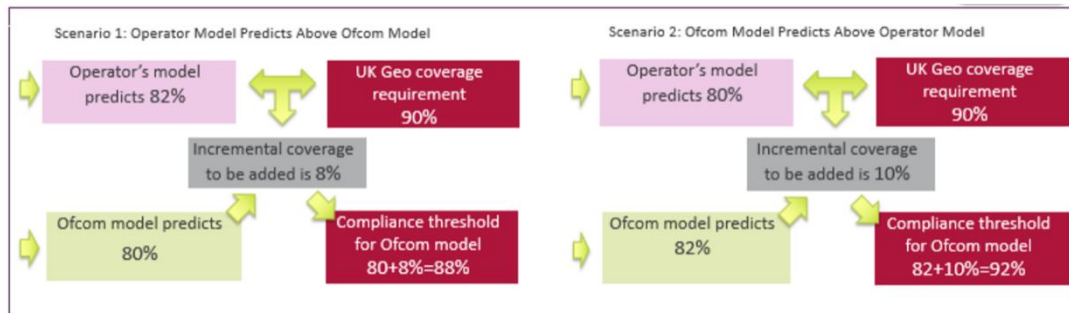 Scenario 1: Operator Model Predicts Above Ofcom Model
Operator's model
predicts 82%
UK Geo coverage
requirement
90%
Incremental coverage
to be added is 8%
Ofcom model predicts
80%
Compliance threshold
for Ofcom model
80+8%=88%
Scenario 2: Ofcom Model Predicts Above Operator Model
Operator's model
predicts 80%
UK Geo coverage
requirement
90%
Incremental coverage
to be added is 10%
Ofcom model predicts
82%
Compliance threshold
for Ofcom model
82+10%=92%